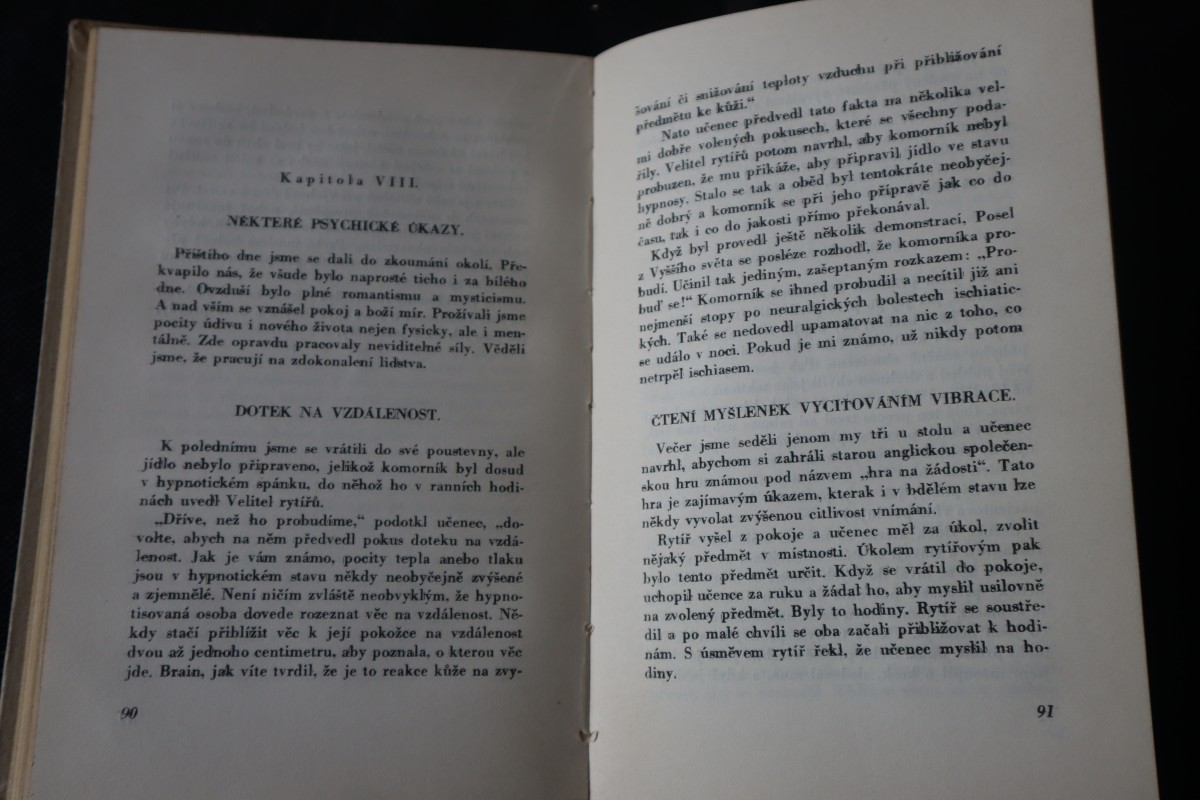 Kapitola VIII.
NĚKTERÉ PSYCHICKÉ ÚKAZY.
Příštího dne jsme se dali do zkoumání okolí. Pře-
kvapilo nás, že všude bylo naprosté ticho i za bílého
dne. Ovzduší bylo plné romantismu a mysticismu.
A nad vším se vznášel pokoj a boží mír. Prožívali jsme
pocity údivu i nového života nejen fysicky, ale i men-
tálně. Zde opravdu pracovaly neviditelné síly. Věděli
jsme, že pracují na zdokonalení lidstva.
DOTEK NA VZDÁLENOST.
K polednímu jsme se vrátili do své poustevny, ale
jídlo nebylo připraveno, jelikož komorník byl dosud
v hypnotickém spánku, do něhož ho v ranních hodi-
nách uvedl Velitel rytířů.
„Dříve, než ho probudíme,“ podotkl učenec, „do-
volte, abych na něm předvedl pokus doteku na vzdá-
lenost. Jak je vám známo, pocity tepla anebo tlaku
jsou v hypnotickém stavu někdy neobyčejně zvýšené
a zjemnělé. Není ničím zvláště neobvyklým, že hypno-
tisovaná osoba dovede rozeznat věc na vzdálenost. Ně-
kdy stačí přiblížit věc k její pokožce na vzdálenost
dvou až jednoho centimetru, aby poznala, o kterou věc
jde. Brain, jak víte tvrdil, že je to reakce kůže na zvy-
90
šování či snižování teploty vzduchu při přibližování
předmětu ke kůži.“
Nato učenec předvedl tato fakta na několika vel-
mi dobře volených pokusech, které se všechny poda-
řily. Velitel rytířů potom navrhl, aby komorník nebyl
probuzen, že mu přikáže, aby připravil jídlo ve stavu
hypnosy. Stalo se tak a oběd byl tentokráte neobyčej-
ně dobrý a komorník se při jeho přípravě jak co do
času, tak i co do jakosti přímo překonával.
Když byl provedl ještě několik demonstrací, Posel
z Vyššího světa se posléze rozhodl, že komorníka pro-
budí. Učinil tak jediným, zašeptaným rozkazem: „Pro-
buď se!“ Komorník se ihned probudil a necítil již ani
nejmenší stopy po neuralgických bolestech ischiatic-
kých. Také se nedovedl upamatovat na nic z toho, co
se událo v noci. Pokud je mi známo, už nikdy potom
netrpěl ischiasem.
ČTENÍ MYŠLENEK VYCIŤOVÁNÍM VIBRACE.
Večer jsme seděli jenom my tři u stolu a učenec
navrhl, abychom si zahráli starou anglickou společen-
skou hru známou pod názvem „hra na žádosti“. Tato
hra je zajímavým úkazem, kterak i v bdělém stavu lze
někdy vyvolat zvýšenou citlivost vnímání.
Rytíř vyšel z pokoje a učenec měl za úkol, zvolit
nějaký předmět v místnosti. Úkolem rytířovým pak
bylo tento předmět určit. Když se vrátil do pokoje,
uchopil učence za ruku a žádal ho, aby myslil usilovně
na zvolený předmět. Byly to hodiny. Rytíř se soustře-
dil a po malé chvíli se oba začali přibližovat k hodi-
nám. S úsměvem rytíř řekl, že učenec myslil na ho-
diny.
91